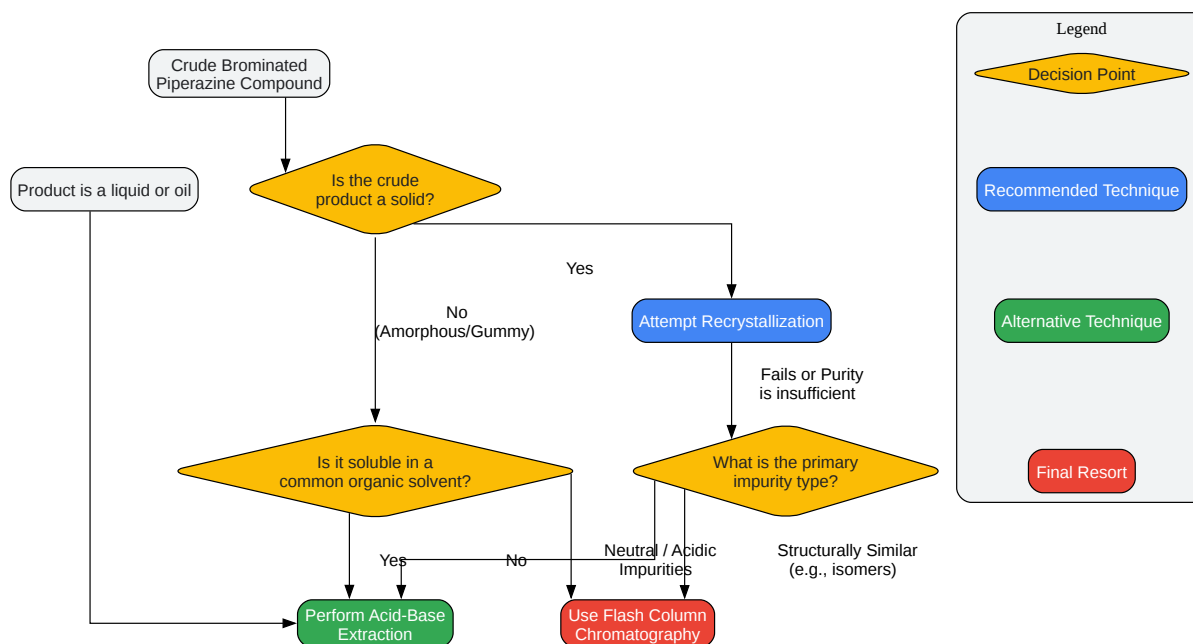 Legend
Crude Brominated
Piperazine Compound
Decision Point
Is the crude
product a solid?
Product is a liquid or oil
Recommended Technique
Yes
No
(Amorphous/Gummy)
Attempt Recrystallization
Alternative Technique
Fails or Purity
is insufficient
Is it soluble in a
common organic solvent?
What is the primary
impurity type?
Final Resort
Yes
No
Neutral / Acidic
Impurities
Structurally Similar
(e.g., isomers)
Perform Acid-Base
Extraction
Use Flash Column
Chromatography